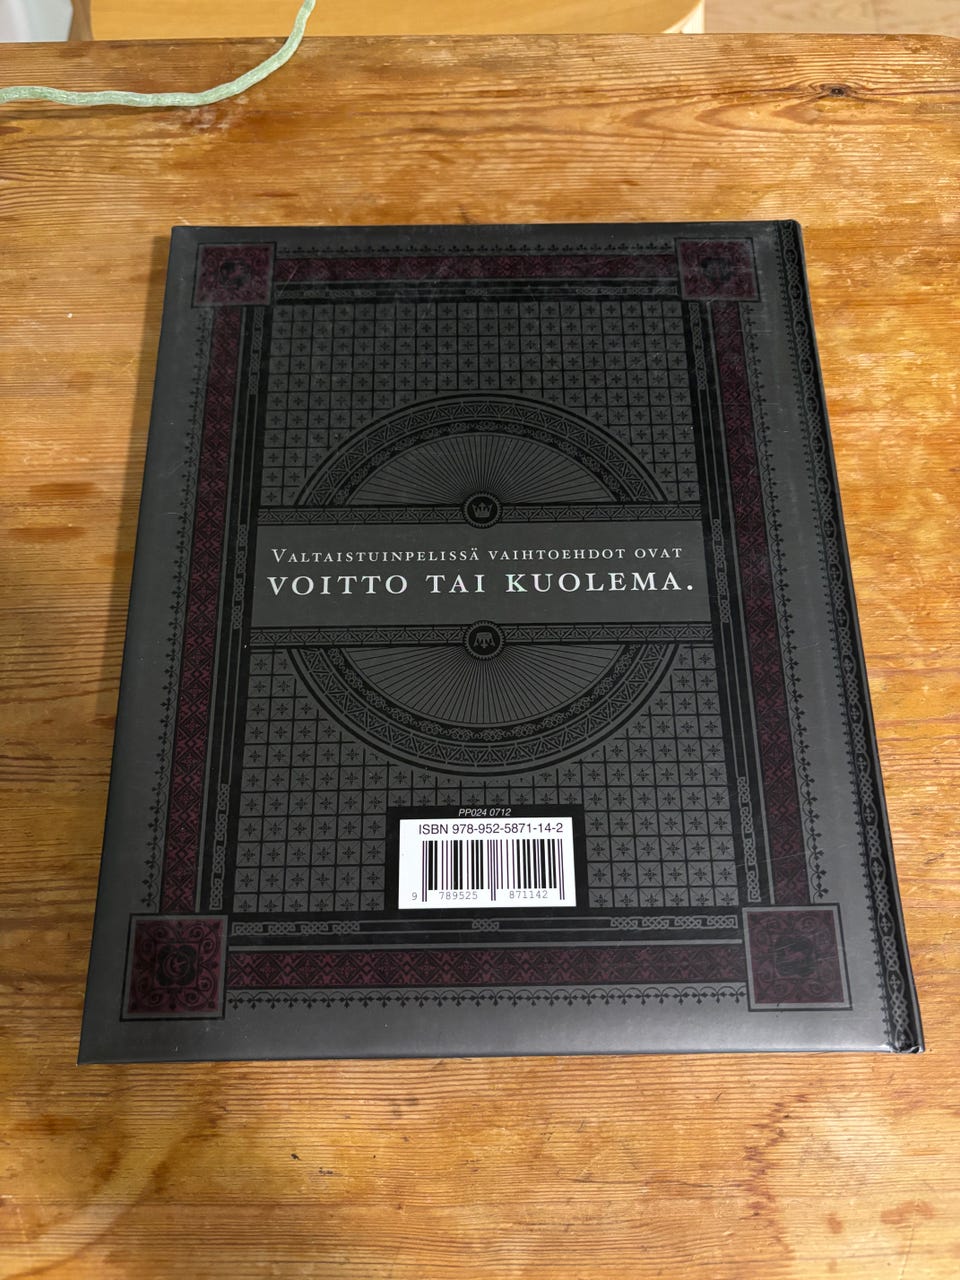 Valtaistuinpelissä vaihtoehdot ovat
VOITTO TAI KUOLEMA.
PP024 0712
ISBN 978-952-5871-14-2
9 789525 871142